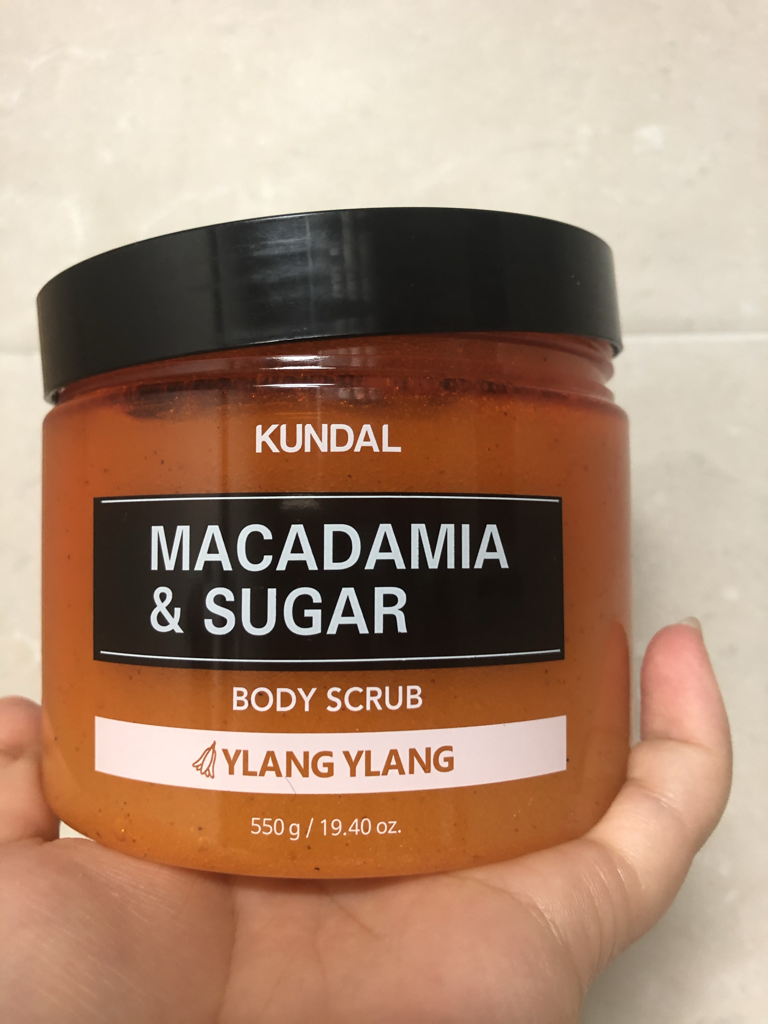 KUNDAL
MACADAMIA
& SUGAR
BODY SCRUB
YLANG YLANG
550 g / 19.40 oz.